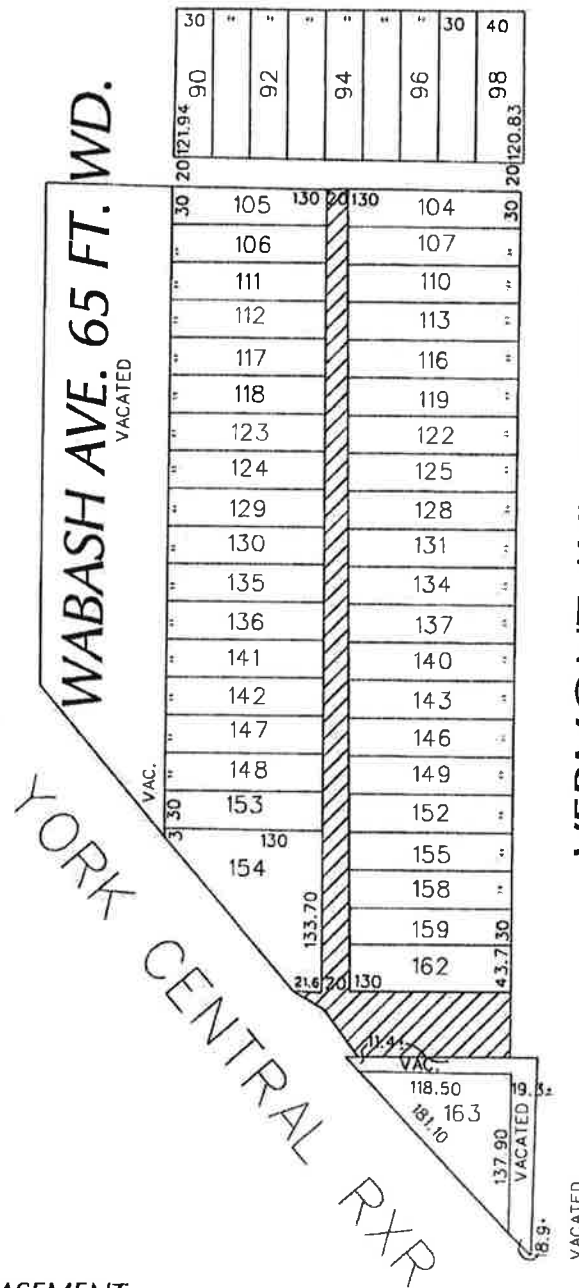 30 " " " " " 30 40
90 92 94 96 98
20 121.94
20 120.83
WABASH AVE. 65 FT. WD.
VACATED
30 105 130 20 130 104 30
" 106 107 "
" 111 110 "
" 112 113 "
" 117 116 "
" 118 119 "
" 123 122 "
" 124 125 "
" 129 128 "
" 130 131 "
" 135 134 "
" 136 137 "
" 141 140 "
" 142 143 "
" 147 146 "
" 148 149 "
VAC.
30 153 152 "
3 130 155 "
154 158 "
133.70 159 30
21.6 20 130 162 43.7
YORK CENTRAL RXR
11.4±
VAC.
118.50 19.3±
163
181.10
137.90
VACATED
18.9±
VACATED